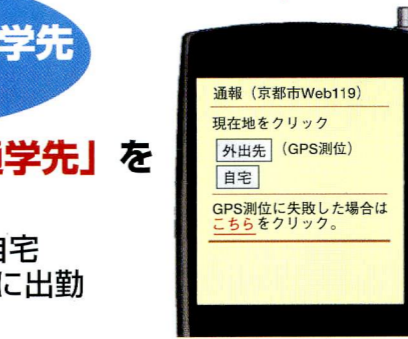 学先
学先」を
自宅
に出勤
通報（京都市Web119）
現在地をクリック
外出先 （GPS測位）
自宅
GPS測位に失敗した場合は
こちらをクリック。